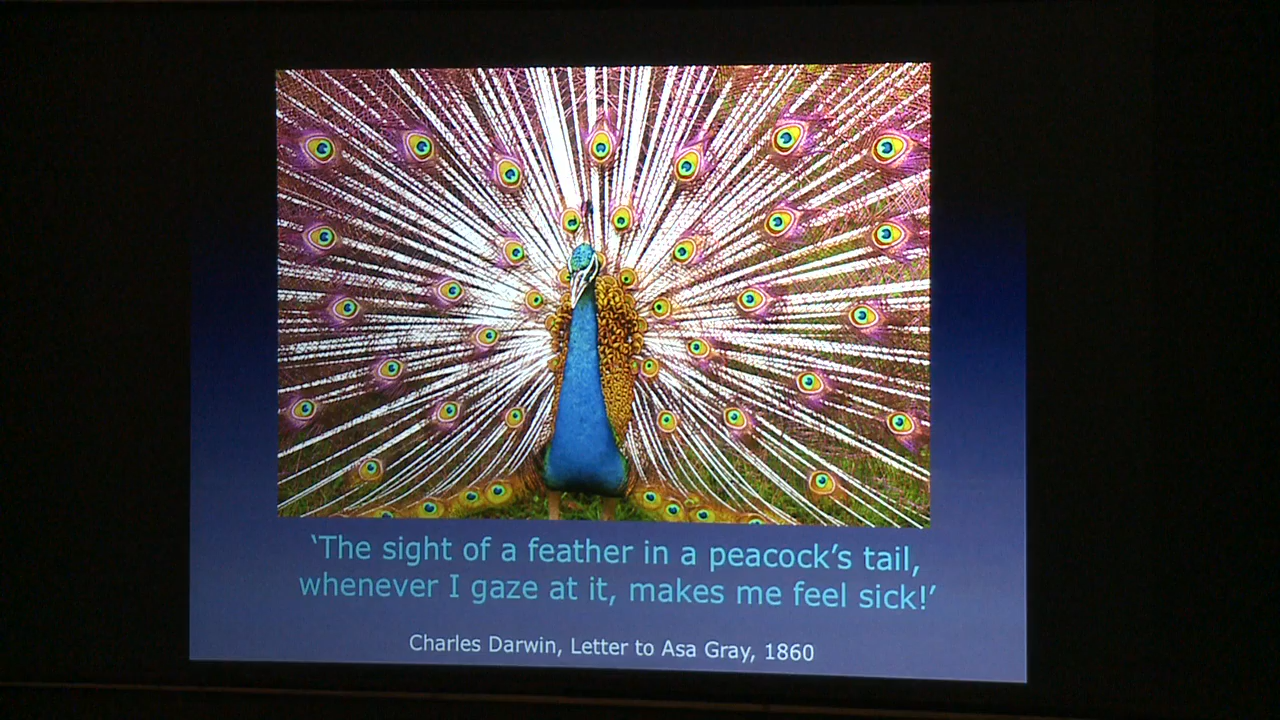 ‘The sight of a feather in a peacock’s tail,
whenever I gaze at it, makes me feel sick!’
Charles Darwin, Letter to Asa Gray, 1860